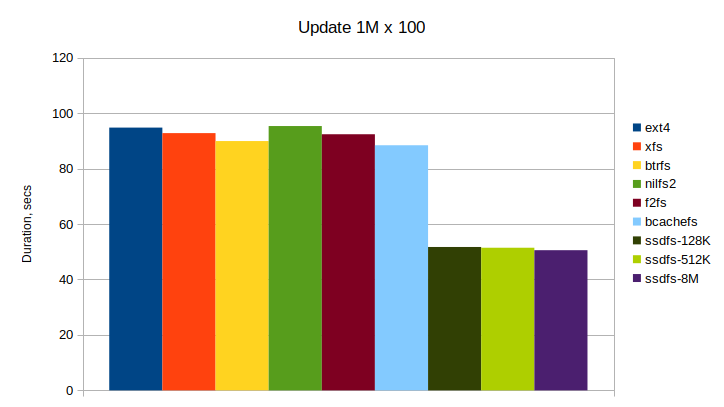 Update 1M x 100
120
100
80
60
40
20
0
Duration, secs
ext4
xfs
btrfs
nilfs2
f2fs
bcachefs
ssdfs-128K
ssdfs-512K
ssdfs-8M